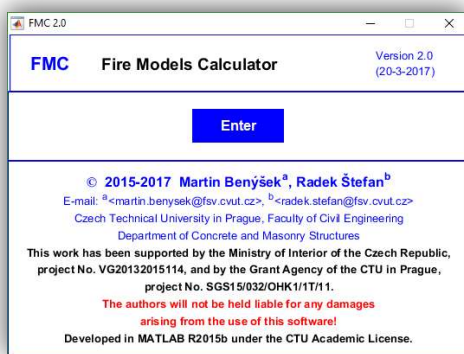 FMC 2.0
FMC Fire Models Calculator Version 2.0
(20-3-2017)
Enter
© 2015-2017 Martin Benýšek^a, Radek Štefan^b
E-mail: ^a<martin.benysek@fsv.cvut.cz>, ^b<radek.stefan@fsv.cvut.cz>
Czech Technical University in Prague, Faculty of Civil Engineering
Department of Concrete and Masonry Structures
This work has been supported by the Ministry of Interior of the Czech Republic,
project No. VG20132015114, and by the Grant Agency of the CTU in Prague,
project No. SGS15/032/OHK1/1T/11.
The authors will not be held liable for any damages
arising from the use of this software!
Developed in MATLAB R2015b under the CTU Academic License.